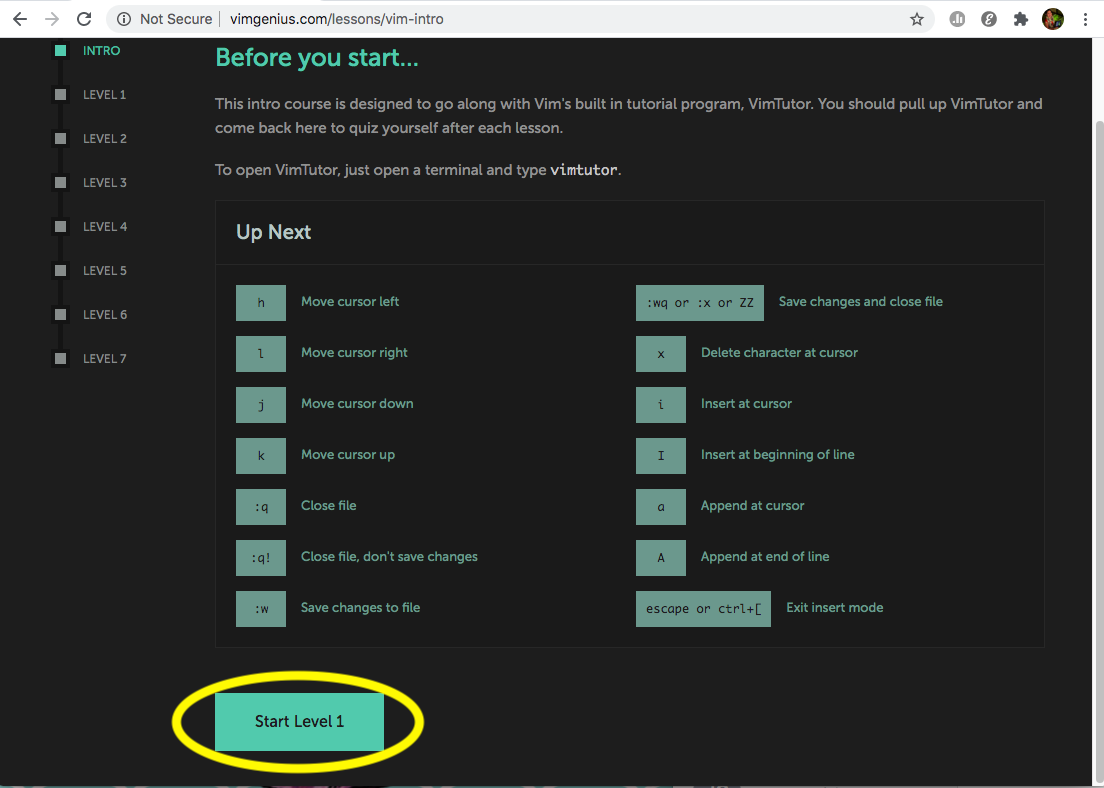 Not Secure
vimgenius.com/lessons/vim-intro
INTRO
LEVEL 1
LEVEL 2
LEVEL 3
LEVEL 4
LEVEL 5
LEVEL 6
LEVEL 7
Before you start...
This intro course is designed to go along with Vim's built in tutorial program, VimTutor. You should pull up VimTutor and
come back here to quiz yourself after each lesson.
To open VimTutor, just open a terminal and type vimtutor.
Up Next
h Move cursor left
l Move cursor right
j Move cursor down
k Move cursor up
:q Close file
:q! Close file, don't save changes
:w Save changes to file
:wq or :x or ZZ Save changes and close file
x Delete character at cursor
i Insert at cursor
I Insert at beginning of line
a Append at cursor
A Append at end of line
escape or ctrl+[ Exit insert mode
Start Level 1